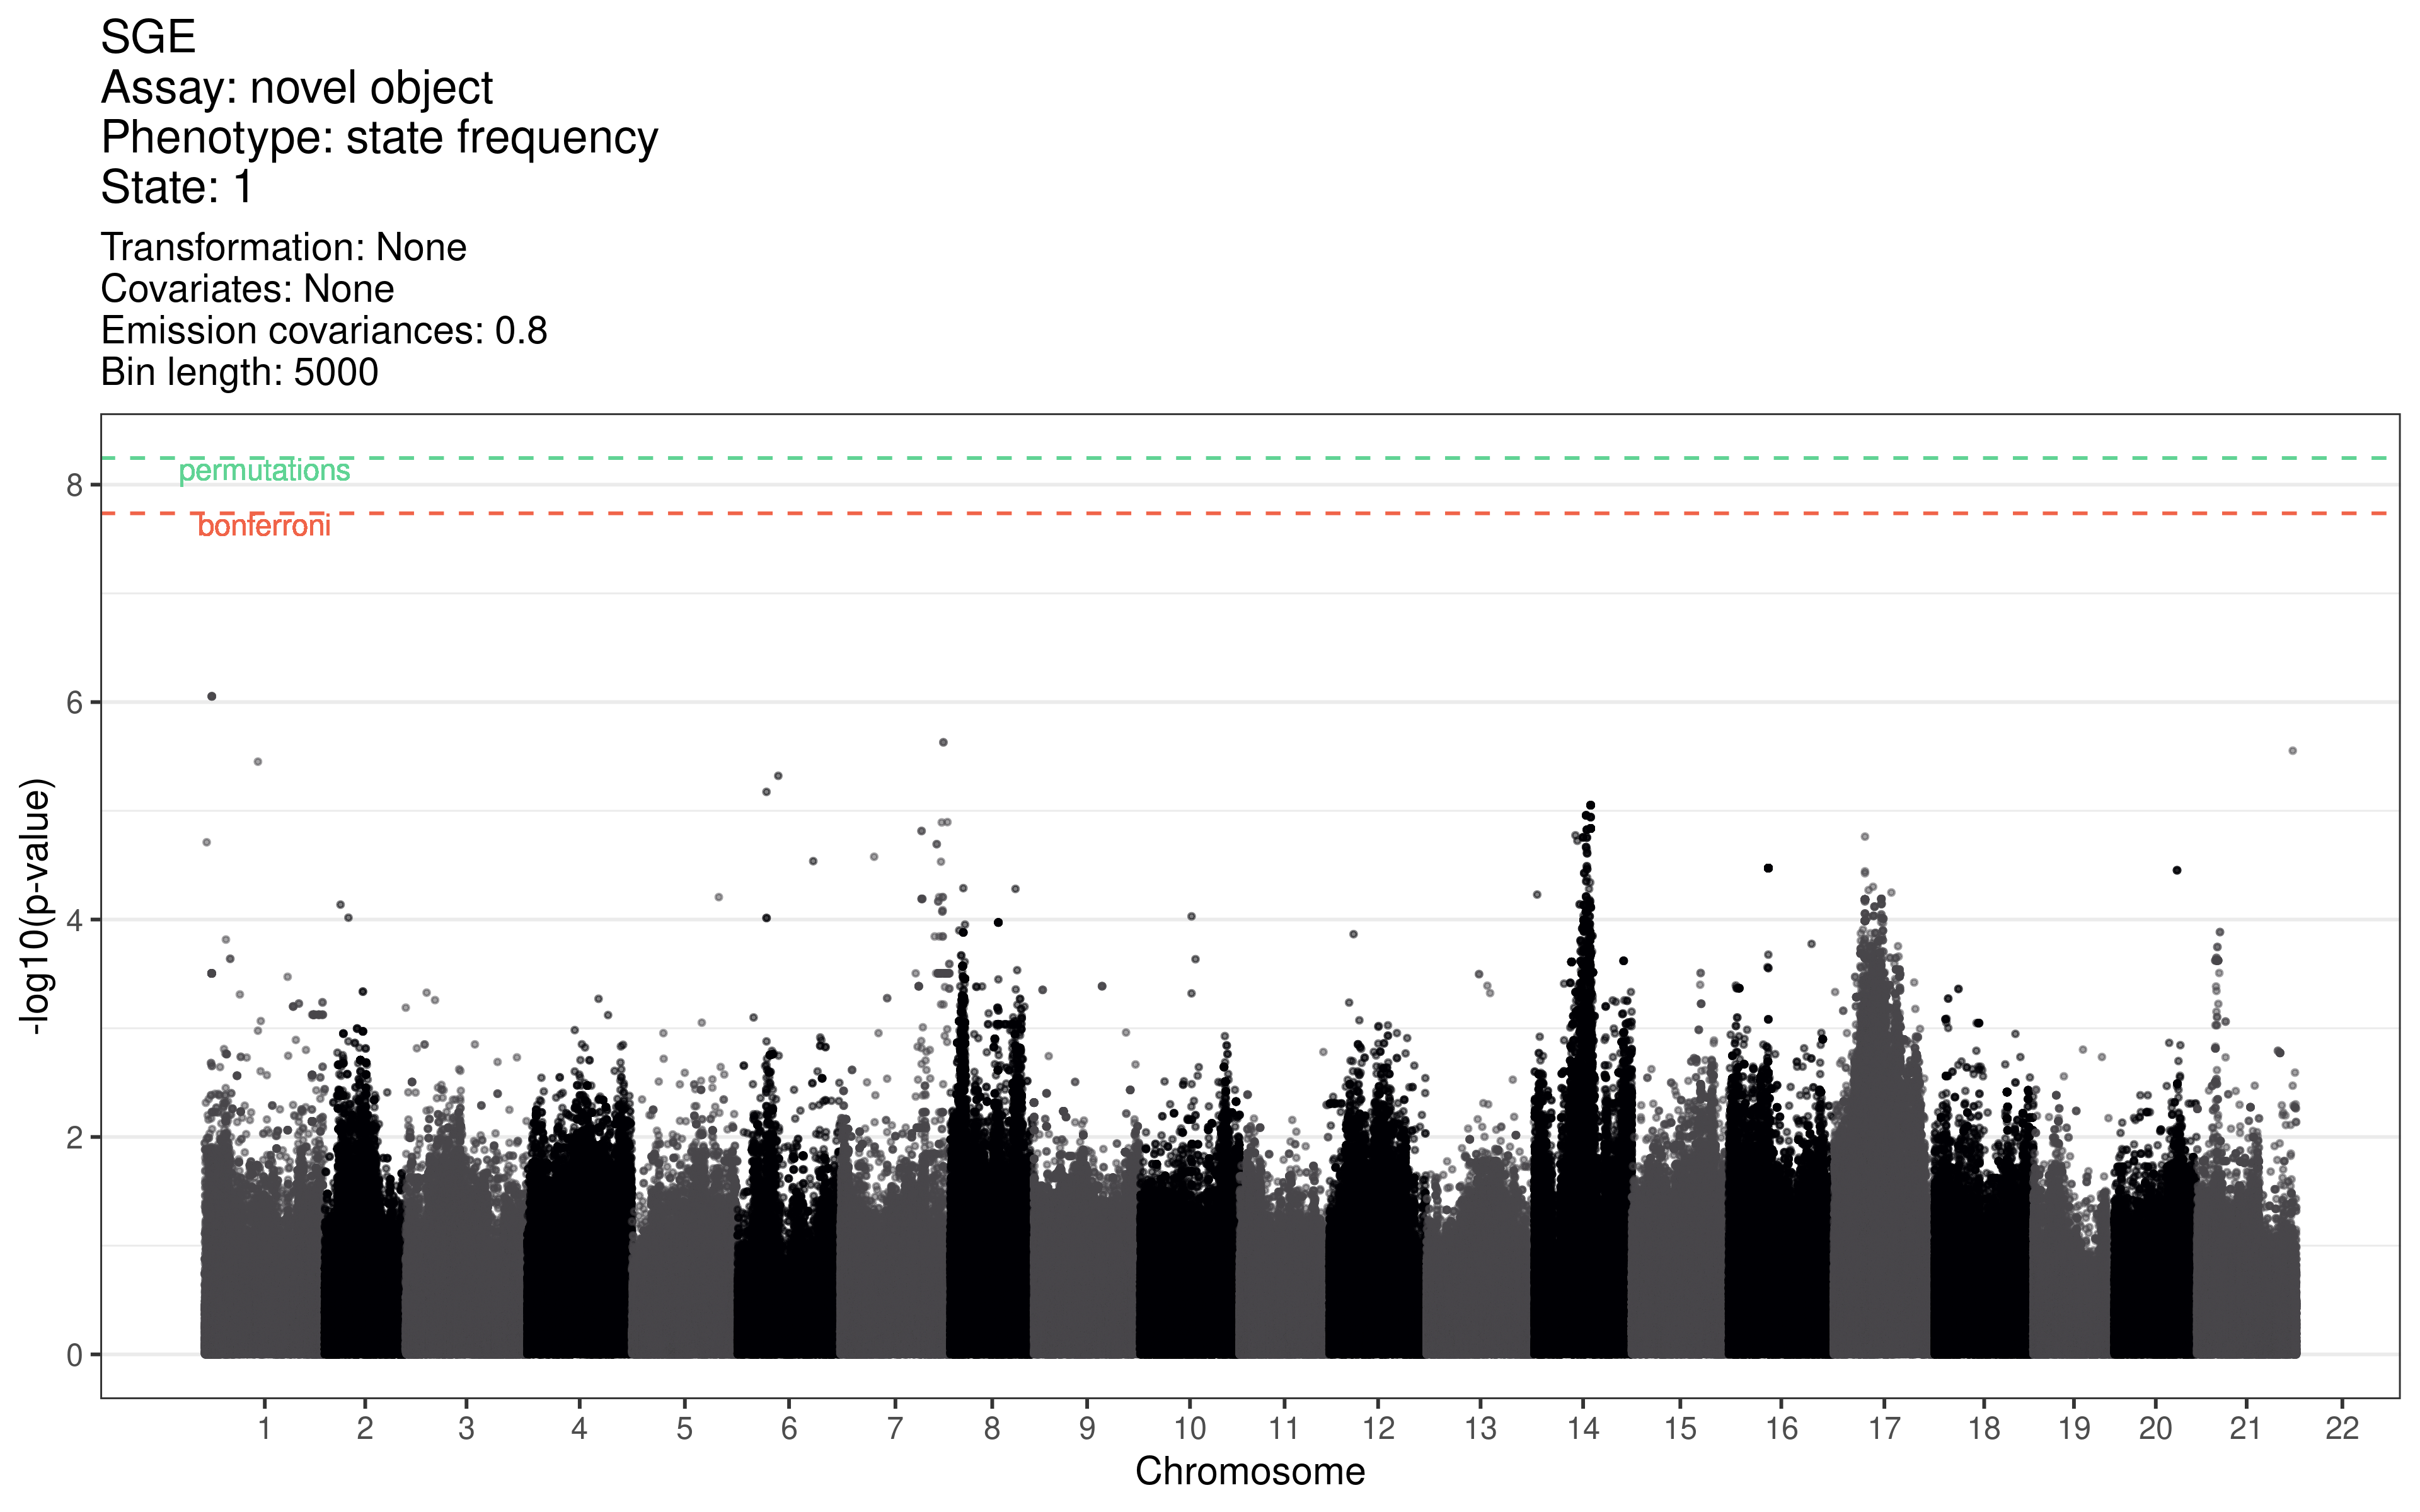 SGE
Assay: novel object
Phenotype: state frequency
State: 1
Transformation: None
Covariates: None
Emission covariances: 0.8
Bin length: 5000
permutations
8
bonferroni
6
4
2
0
-log10(p-value)
1 2 3 4 5 6 7 8 9 10 11 12 13 14 15 16 17 18 19 20 21 22
Chromosome